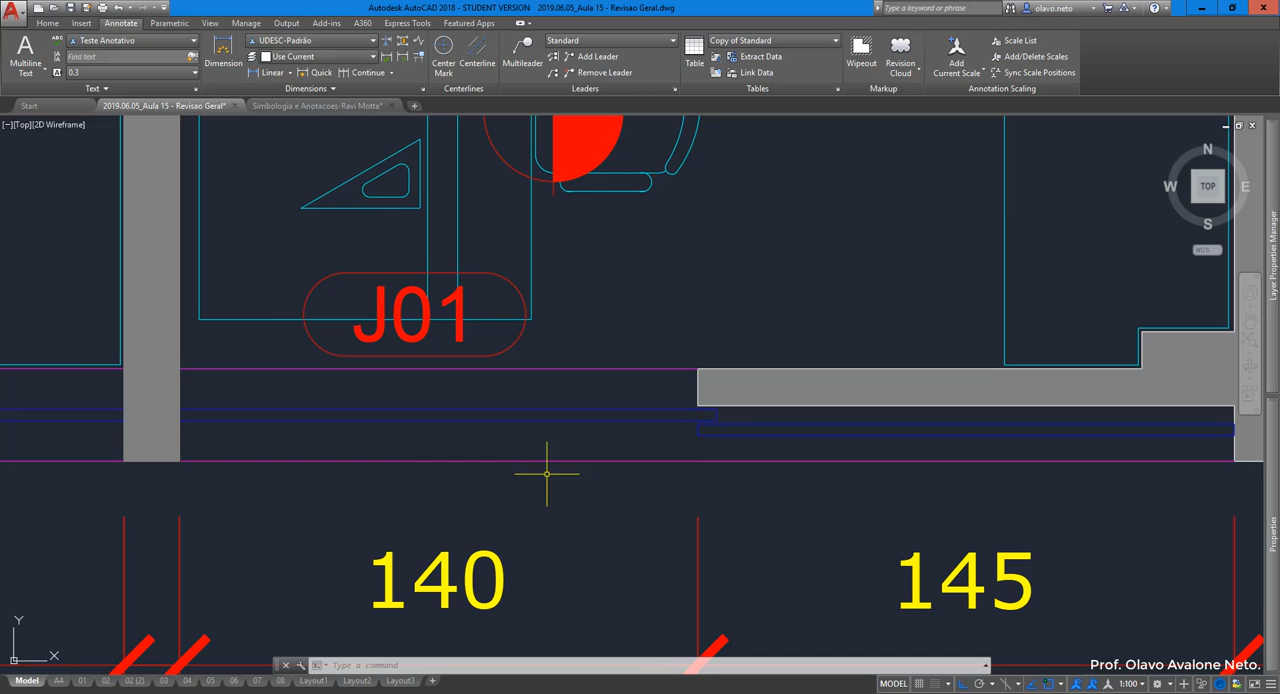 Autodesk AutoCAD 2018 - STUDENT VERSION 2019.06.05_Aula 15 - Revisao Geral.dwg
Type a keyword or phrase
olavo.neto
Home Insert Annotate Parametric View Manage Output Add-ins A360 Express Tools Featured Apps
Multiline Text
ABC
Teste Anotativo
Find text
0.3
Dimension
UDESC-Padrão
Use Current
Linear Quick Continue
Center Mark
Centerline
Multileader
Standard
Add Leader
Remove Leader
Table
Copy of Standard
Extract Data
Link Data
Wipeout
Revision Cloud
Add Current Scale
Scale List
Add/Delete Scales
Sync Scale Positions
Text Dimensions Centerlines Leaders Tables Markup Annotation Scaling
Start 2019.06.05_Aula 15 - Revisao Geral* Simbologia e Anotacoes-Ravi Motta*
[−][Top][2D Wireframe]
N
W TOP E
S
WCS
Layer Properties Manager
Properties
J01
140 145
Y
X
Type a command
Prof. Olavo Avalone Neto.
Model A4 01 02 02 (2) 03 04 05 06 07 08 Layout1 Layout2 Layout3
MODEL
1:100